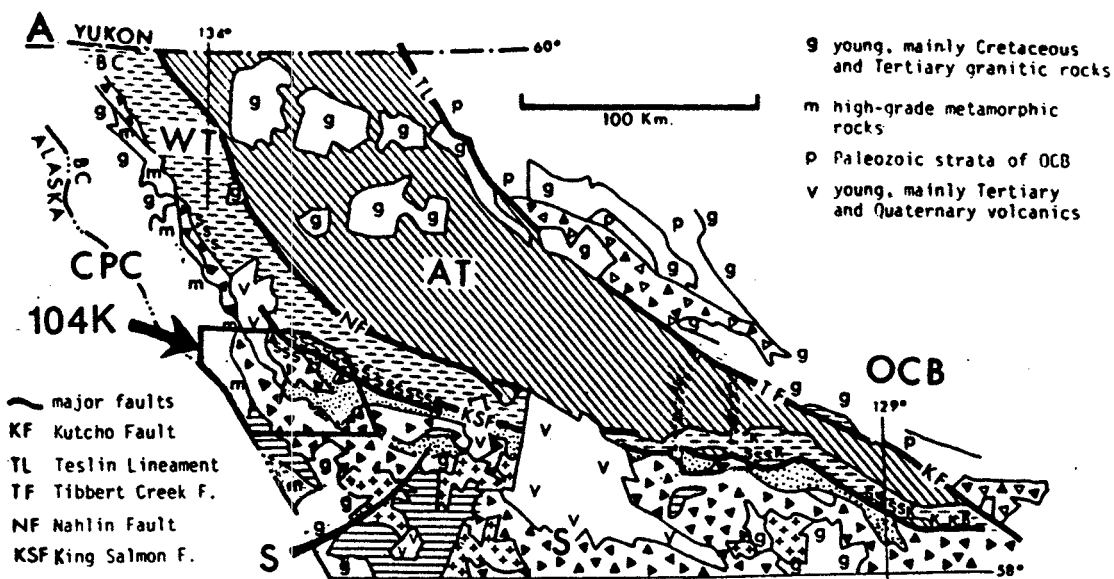 A
YUKON
BC
134°
60°
TL
P
100 Km.
g young, mainly Cretaceous
and Tertiary granitic rocks
m high-grade metamorphic
rocks
p Paleozoic strata of OCB
v young, mainly Tertiary
and Quaternary volcanics
BC
ALASKA
WT
AT
CPC
104K
NF
KSF
TF
OCB
129°
KF
major faults
KF Kutcho Fault
TL Teslin Lineament
TF Tibbert Creek F.
NF Nahlin Fault
KSF King Salmon F.
S
S
58°